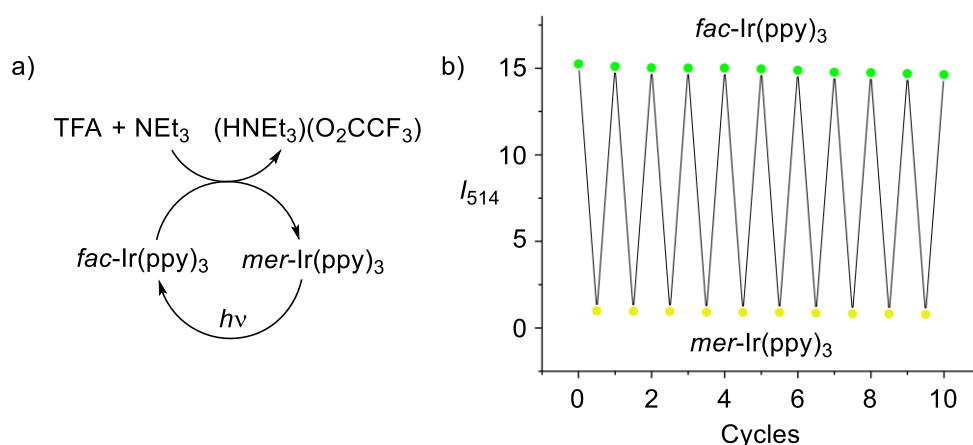 a)
TFA + NEt₃ (HNEt₃)(O₂CCF₃)
fac-Ir(ppy)₃ mer-Ir(ppy)₃
hν
b)
fac-Ir(ppy)₃
15
10
I₅₁₄
5
0
mer-Ir(ppy)₃
0 2 4 6 8 10
Cycles